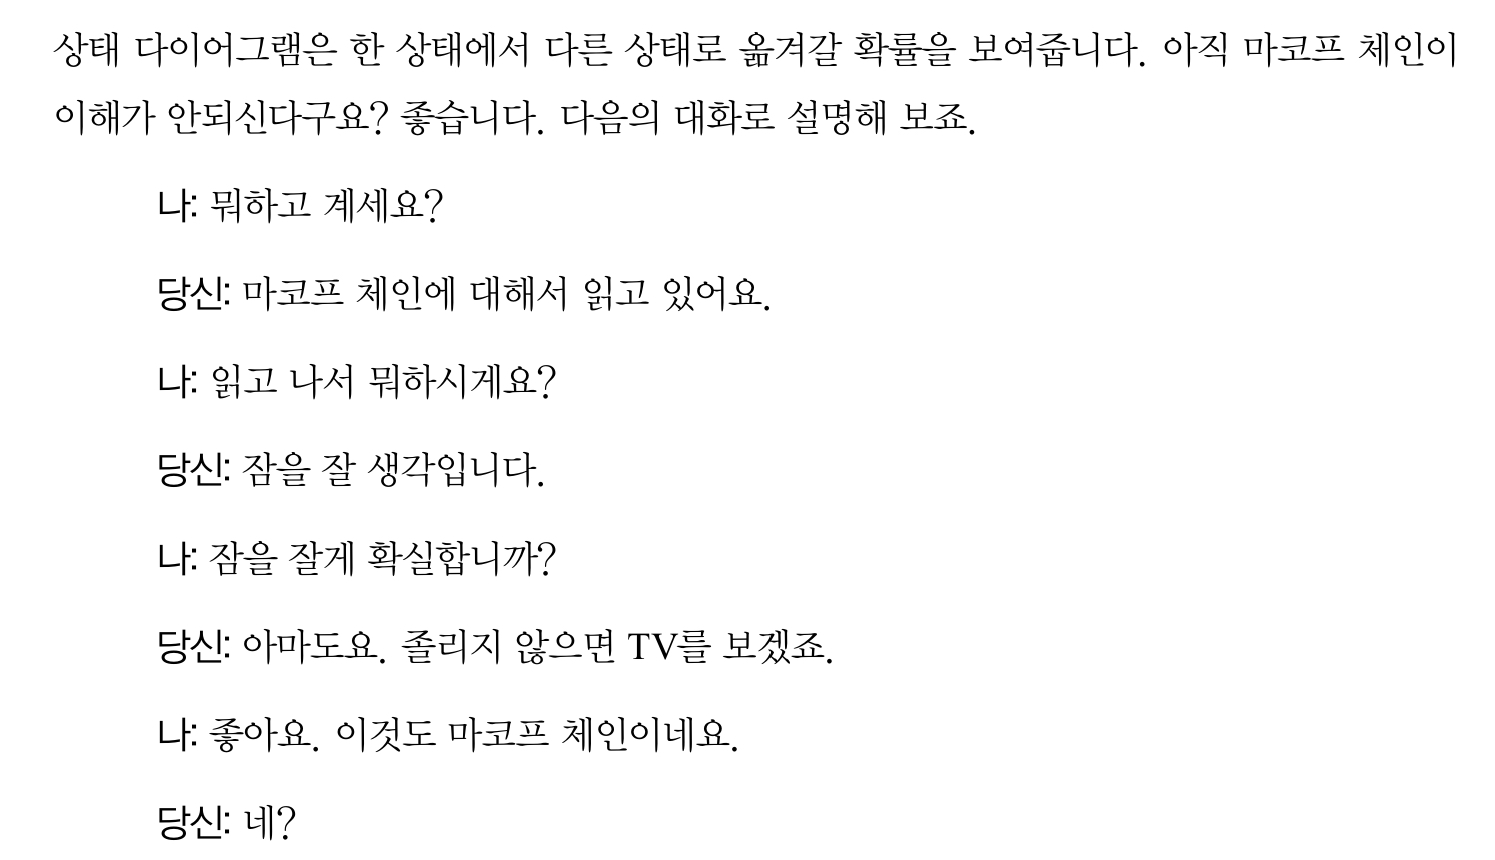 상태 다이어그램은 한 상태에서 다른 상태로 옮겨갈 확률을 보여줍니다. 아직 마코프 체인이
이해가 안되신다구요? 좋습니다. 다음의 대화로 설명해 보죠.
나: 뭐하고 계세요?
당신: 마코프 체인에 대해서 읽고 있어요.
나: 읽고 나서 뭐하시게요?
당신: 잠을 잘 생각입니다.
나: 잠을 잘게 확실합니까?
당신: 아마도요. 졸리지 않으면 TV를 보겠죠.
나: 좋아요. 이것도 마코프 체인이네요.
당신: 네?